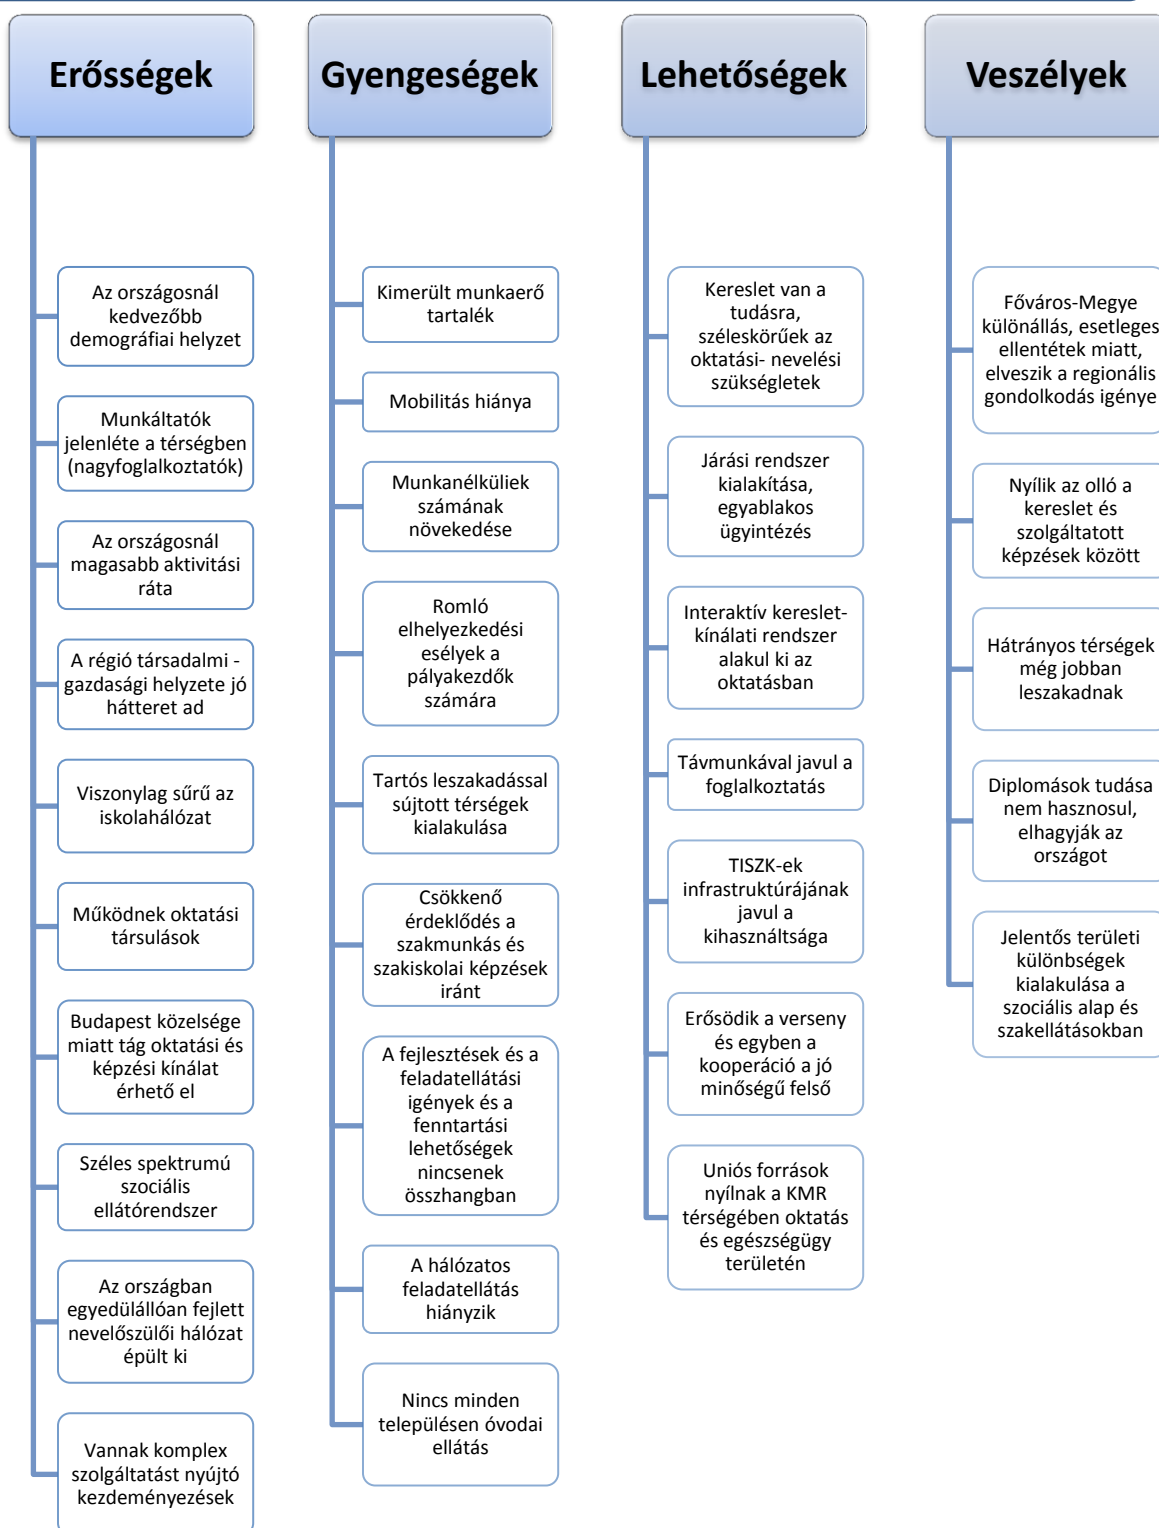 Erősségek
Az országosnál
kedvezőbb
demográfiai helyzet
Munkáltatók
jelenléte a térségben
(nagyfoglalkoztatók)
Az országosnál
magasabb aktivitási
ráta
A régió társadalmi -
gazdasági helyzete jó
hátteret ad
Viszonylag sűrű az
iskolahálózat
Működnek oktatási
társulások
Budapest közelsége
miatt tág oktatási és
képzési kínálat
érhető el
Széles spektrumú
szociális
ellátórendszer
Az országban
egyedülállóan fejlett
nevelőszülői hálózat
épült ki
Vannak komplex
szolgáltatást nyújtó
kezdeményezések
Gyengeségek
Kimerült munkaerő
tartalék
Mobilitás hiánya
Munkanélküliek
számának
növekedése
Romló
elhelyezkedési
esélyek a
pályakezdők
számára
Tartós leszakadással
sújtott térségek
kialakulása
Csökkenő
érdeklődés a
szakmunkás és
szakiskolai képzések
iránt
A fejlesztések és a
feladatellátási
igények és a
fenntartási
lehetőségek
nincsenek
összhangban
A hálózatos
feladatellátás
hiányzik
Nincs minden
településen óvodai
ellátás
Lehetőségek
Kereslet van a
tudásra,
széleskörűek az
oktatási- nevelési
szükségletek
Járási rendszer
kialakítása,
egyablakos
ügyintézés
Interaktív kereslet-
kínálati rendszer
alakul ki az
oktatásban
Távmunkával javul a
foglalkoztatás
TISZK-ek
infrastruktúrájának
javul a
kihasználtsága
Erősödik a verseny
és egyben a
kooperáció a jó
minőségű felső
Uniós források
nyílnak a KMR
térségében oktatás
és egészségügy
területén
Veszélyek
Főváros-Megye
különállás, esetleges
ellentétek miatt,
elveszik a regionális
gondolkodás igénye
Nyílik az olló a
kereslet és
szolgáltatott
képzések között
Hátrányos térségek
még jobban
leszakadnak
Diplomások tudása
nem hasznosul,
elhagyják az
országot
Jelentős területi
különbségek
kialakulása a
szociális alap és
szakellátásokban